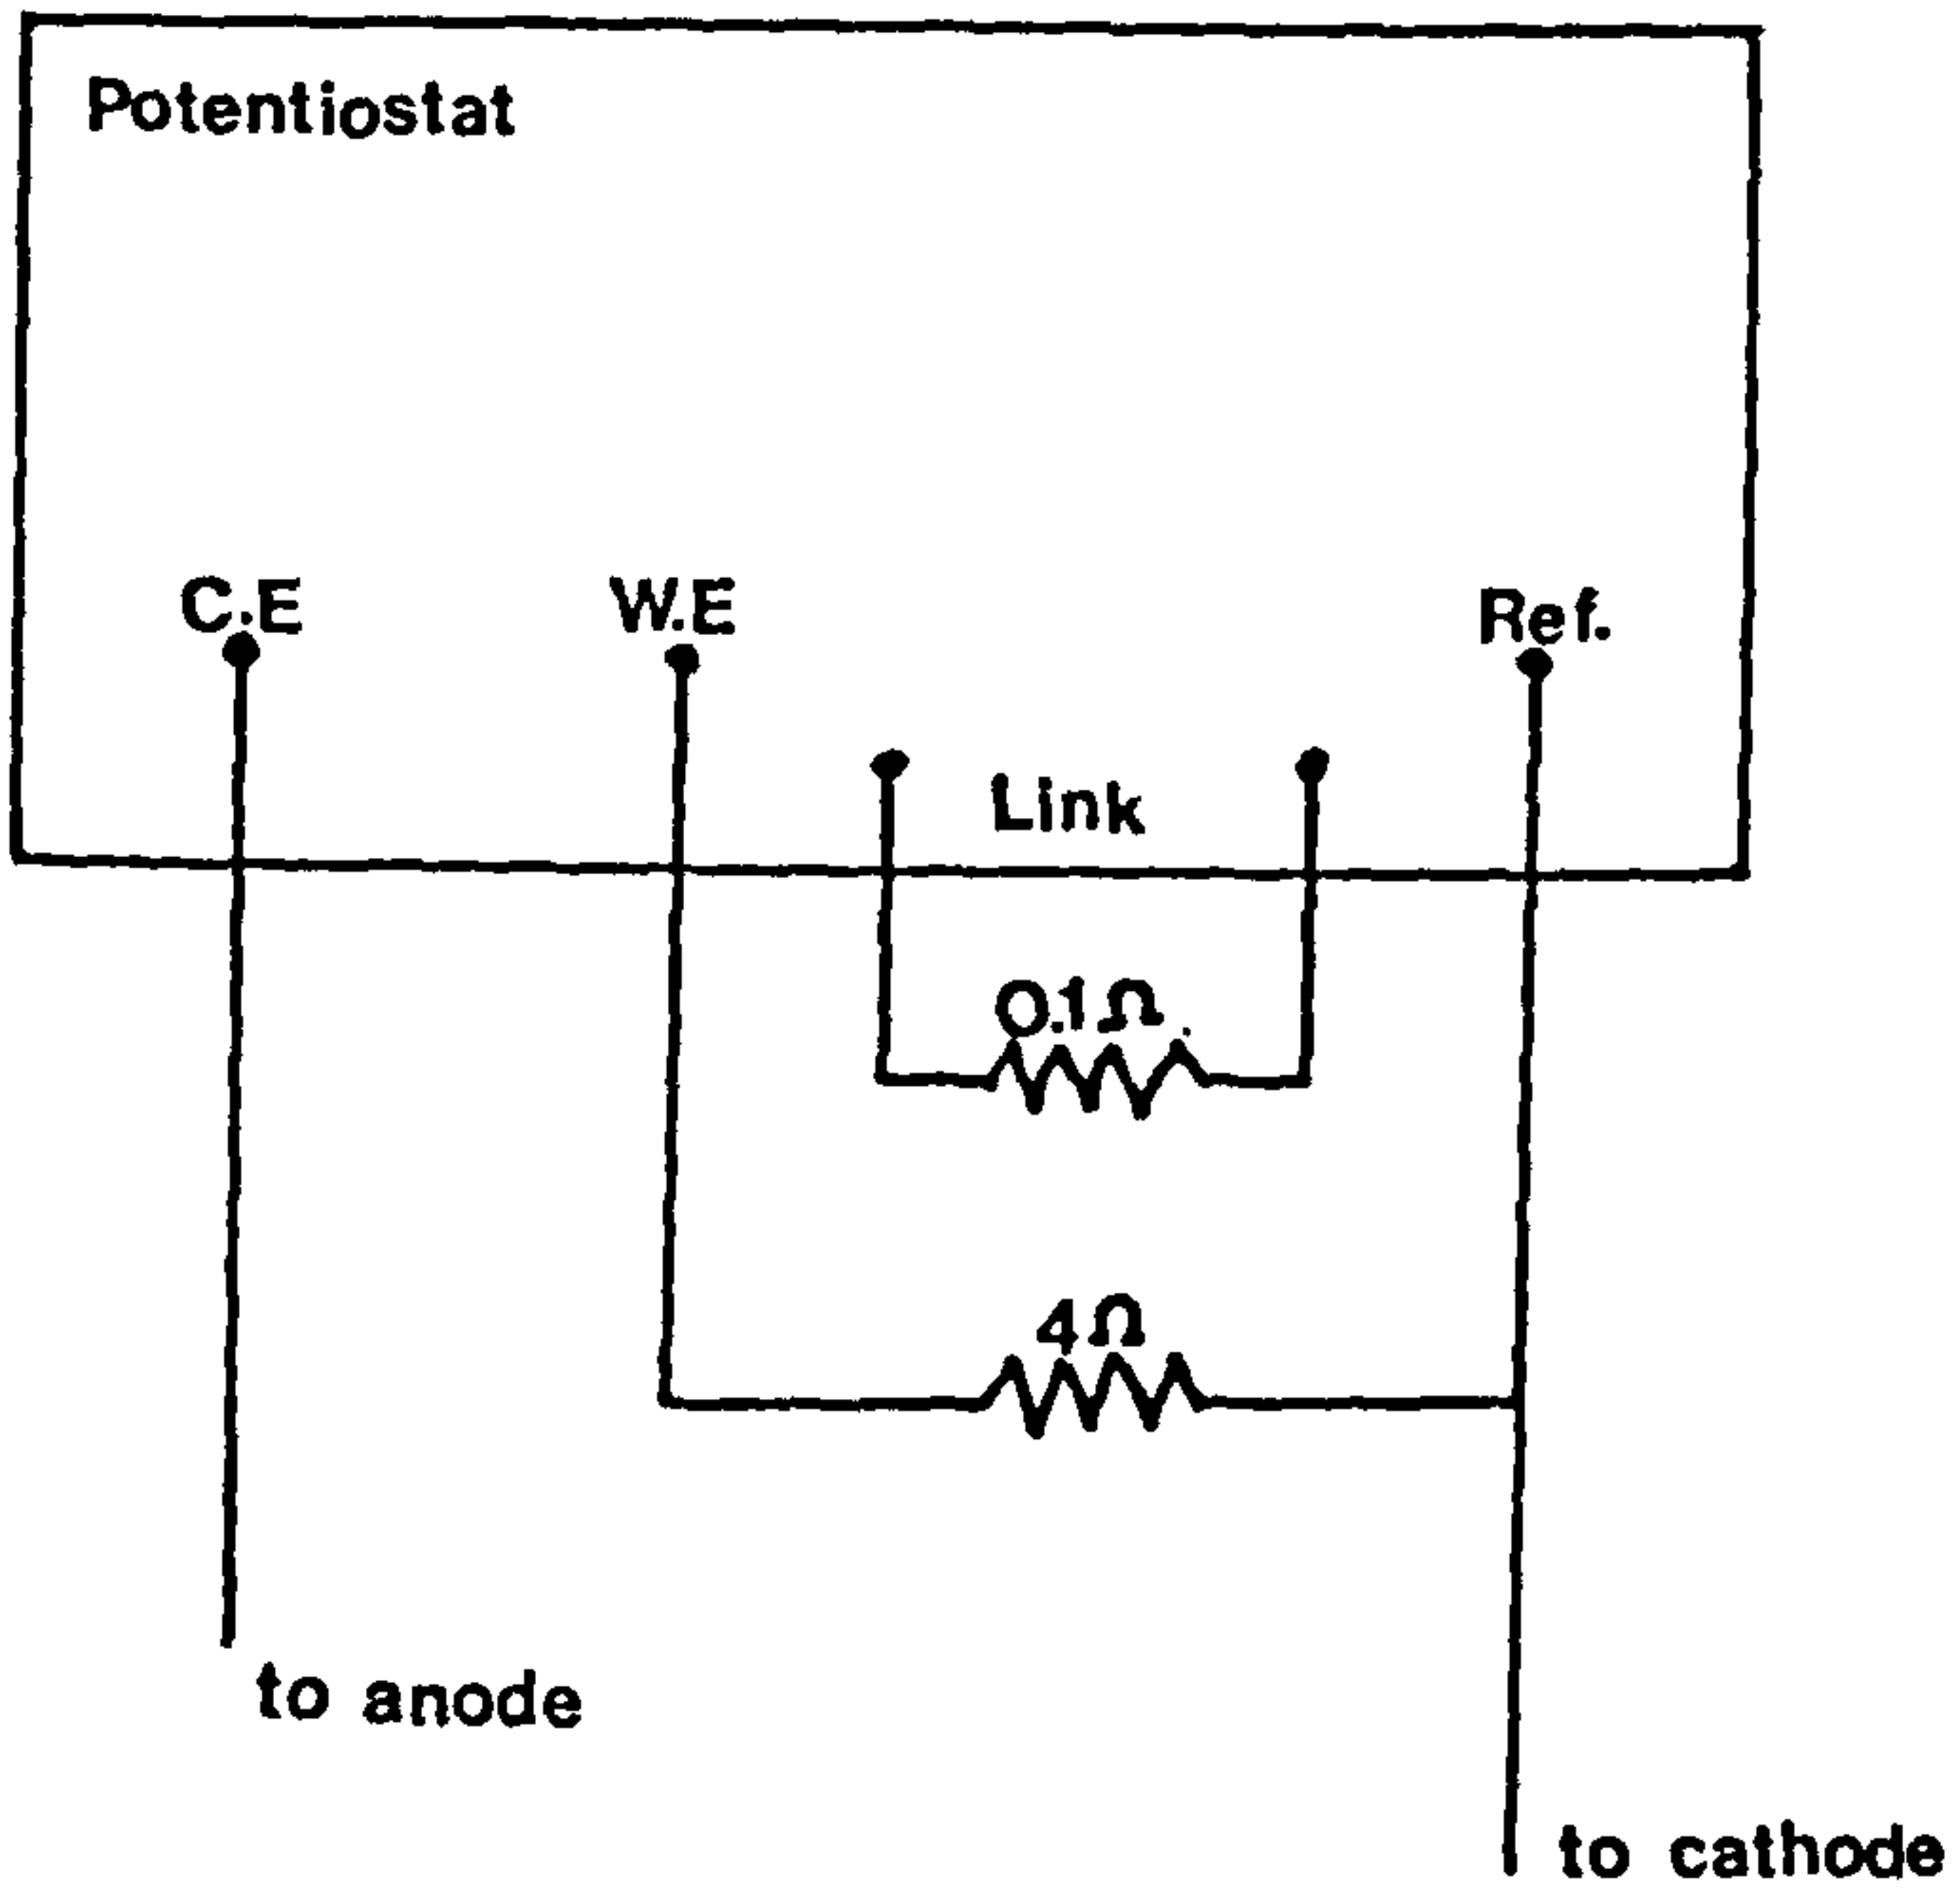 Potentiostat
C.E
W.E
Ref.
Link
0.1Ω.
4Ω
to anode
to cathode